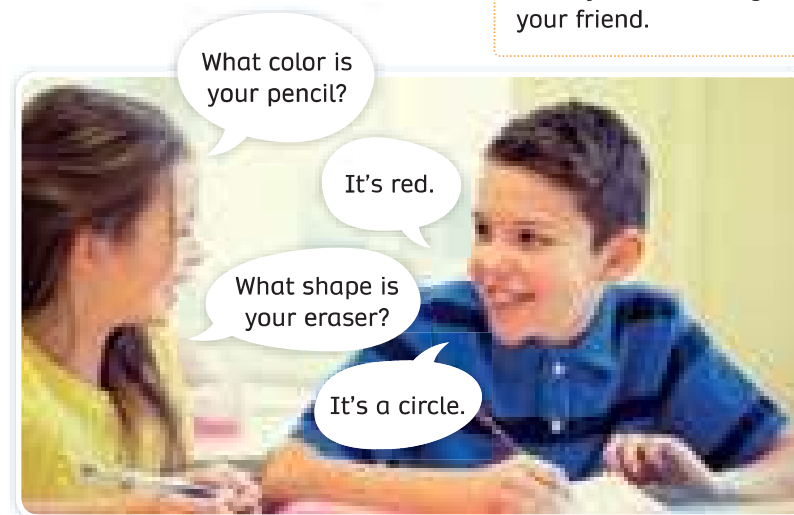 your friend.
What color is
your pencil?
It's red.
What shape is
your eraser?
It's a circle.